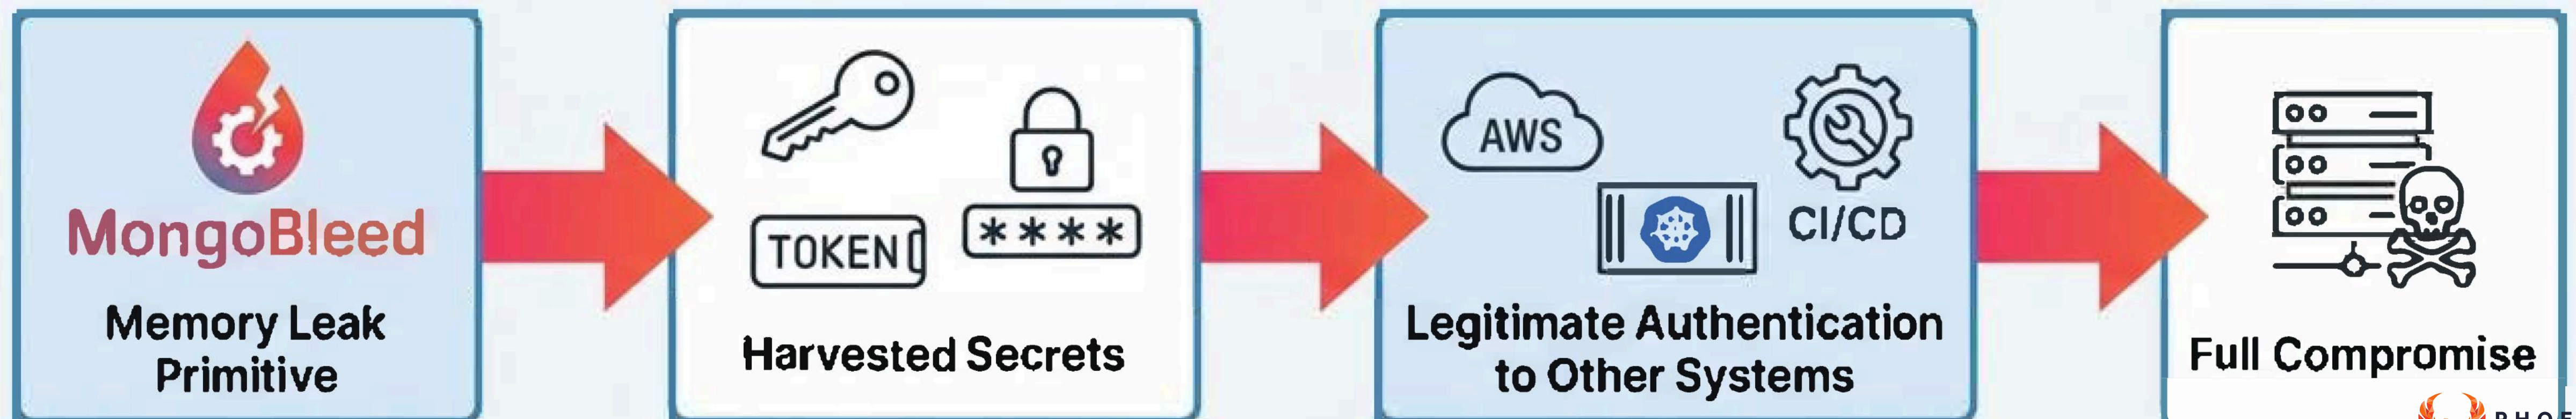 MongoBleed
Memory Leak
Primitive
TOKEN
****
Harvested Secrets
AWS
CI/CD
Legitimate Authentication
to Other Systems
Full Compromise